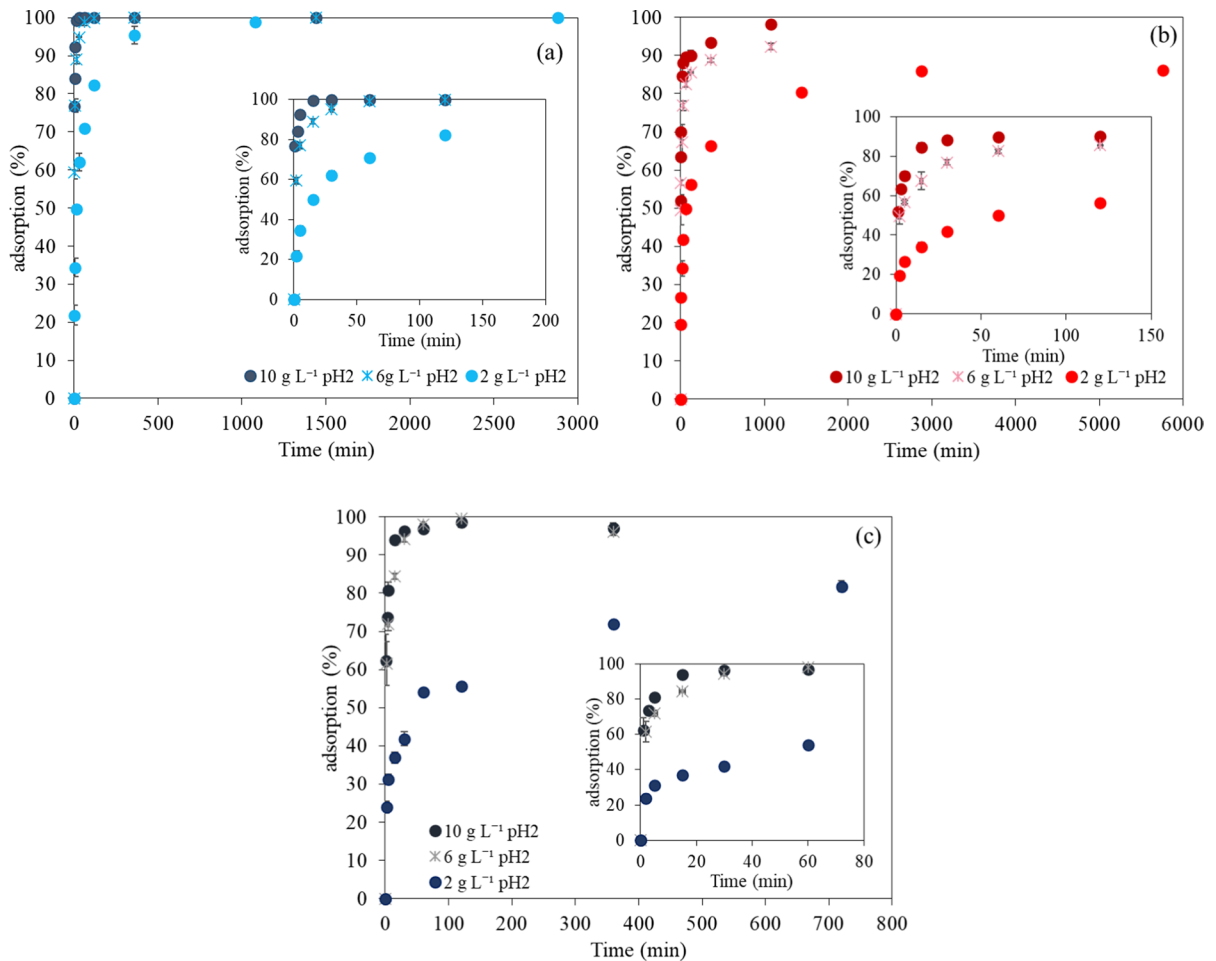 (a)
adsorption (%)
100
90
80
70
60
50
40
30
20
10
0
0 500 1000 1500 2000 2500 3000
Time (min)
adsorption (%)
100
80
60
40
20
0
0 50 100 150 200
Time (min)
10 g L⁻¹ pH2 6g L⁻¹ pH2 2 g L⁻¹ pH2
(b)
adsorption (%)
100
90
80
70
60
50
40
30
20
10
0
0 1000 2000 3000 4000 5000 6000
Time (min)
adsorption (%)
100
80
60
40
20
0
0 50 100 150
Time (min)
10 g L⁻¹ pH2 6 g L⁻¹ pH2 2 g L⁻¹ pH2
(c)
adsorption (%)
100
90
80
70
60
50
40
30
20
10
0
0 100 200 300 400 500 600 700 800
Time (min)
adsorption (%)
100
80
60
40
20
0
0 20 40 60 80
Time (min)
10 g L⁻¹ pH2
6 g L⁻¹ pH2
2 g L⁻¹ pH2